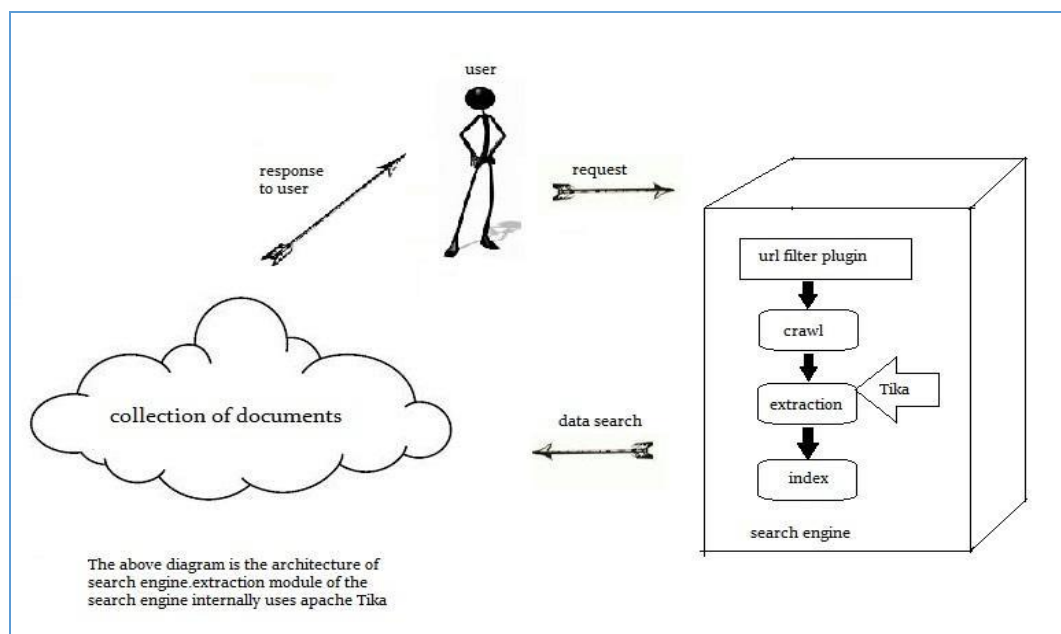 user
response
to user
request
url filter plugin
crawl
extraction
Tika
index
search engine
collection of documents
data search
The above diagram is the architecture of
search engine.extraction module of the
search engine internally uses apache Tika